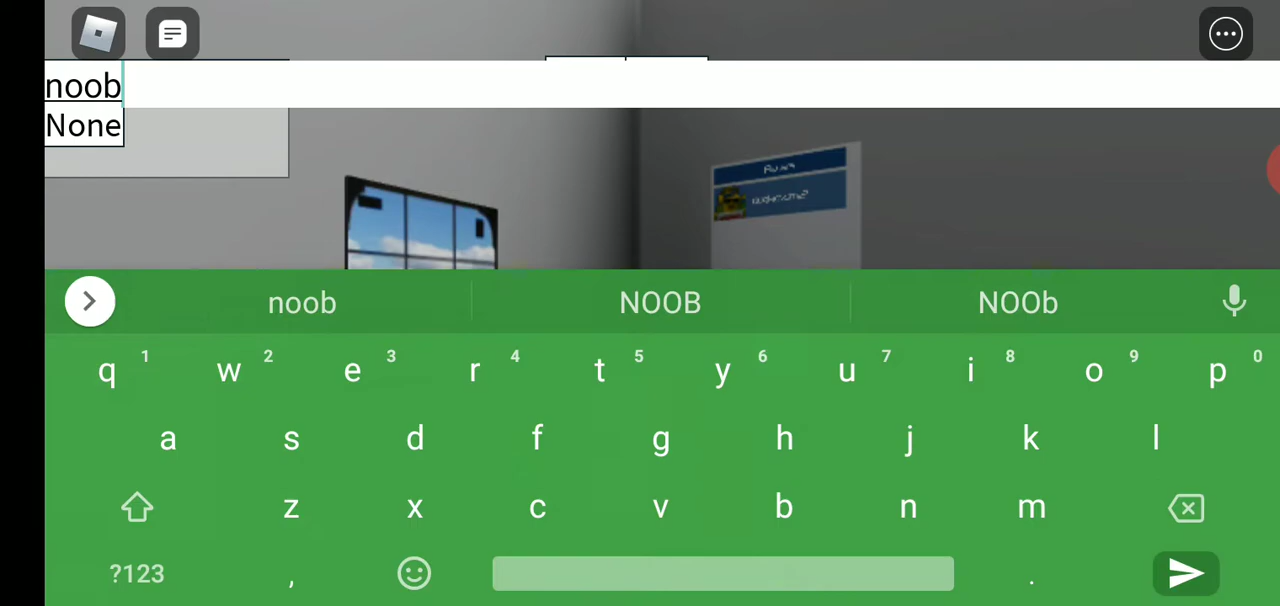 noob
None
noob NOOB NOOb
1 2 3 4 5 6 7 8 9 0
q w e r t y u i o p
a s d f g h j k l
z x c v b n m
?123 , .